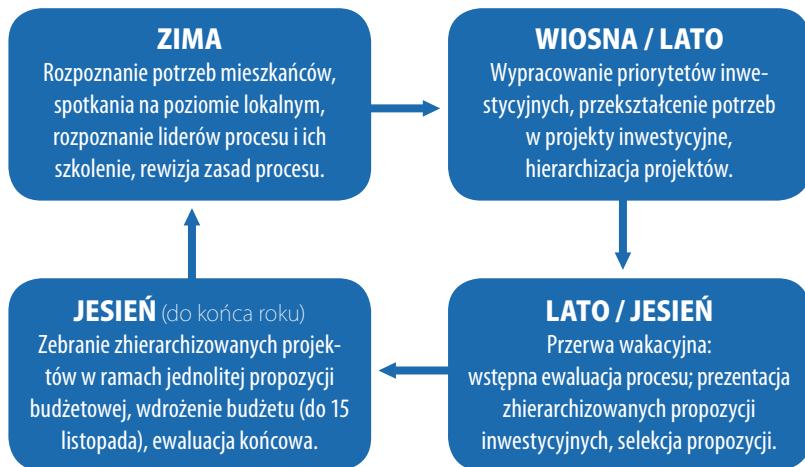 ZIMA
Rozpoznanie potrzeb mieszkańców,
spotkania na poziomie lokalnym,
rozpoznanie liderów procesu i ich
szkolenie, rewizja zasad procesu.
WIOSNA / LATO
Wypracowanie priorytetów inwe-
stycyjnych, przekształcenie potrzeb
w projekty inwestycyjne,
hierarchizacja projektów.
JESIEŃ (do końca roku)
Zebranie zhierarchizowanych projek-
tów w ramach jednolitej propozycji
budżetowej, wdrożenie budżetu (do 15
listopada), ewaluacja końcowa.
LATO / JESIEŃ
Przerwa wakacyjna:
wstępna ewaluacja procesu; prezentacja
zhierarchizowanych propozycji
inwestycyjnych, selekcja propozycji.